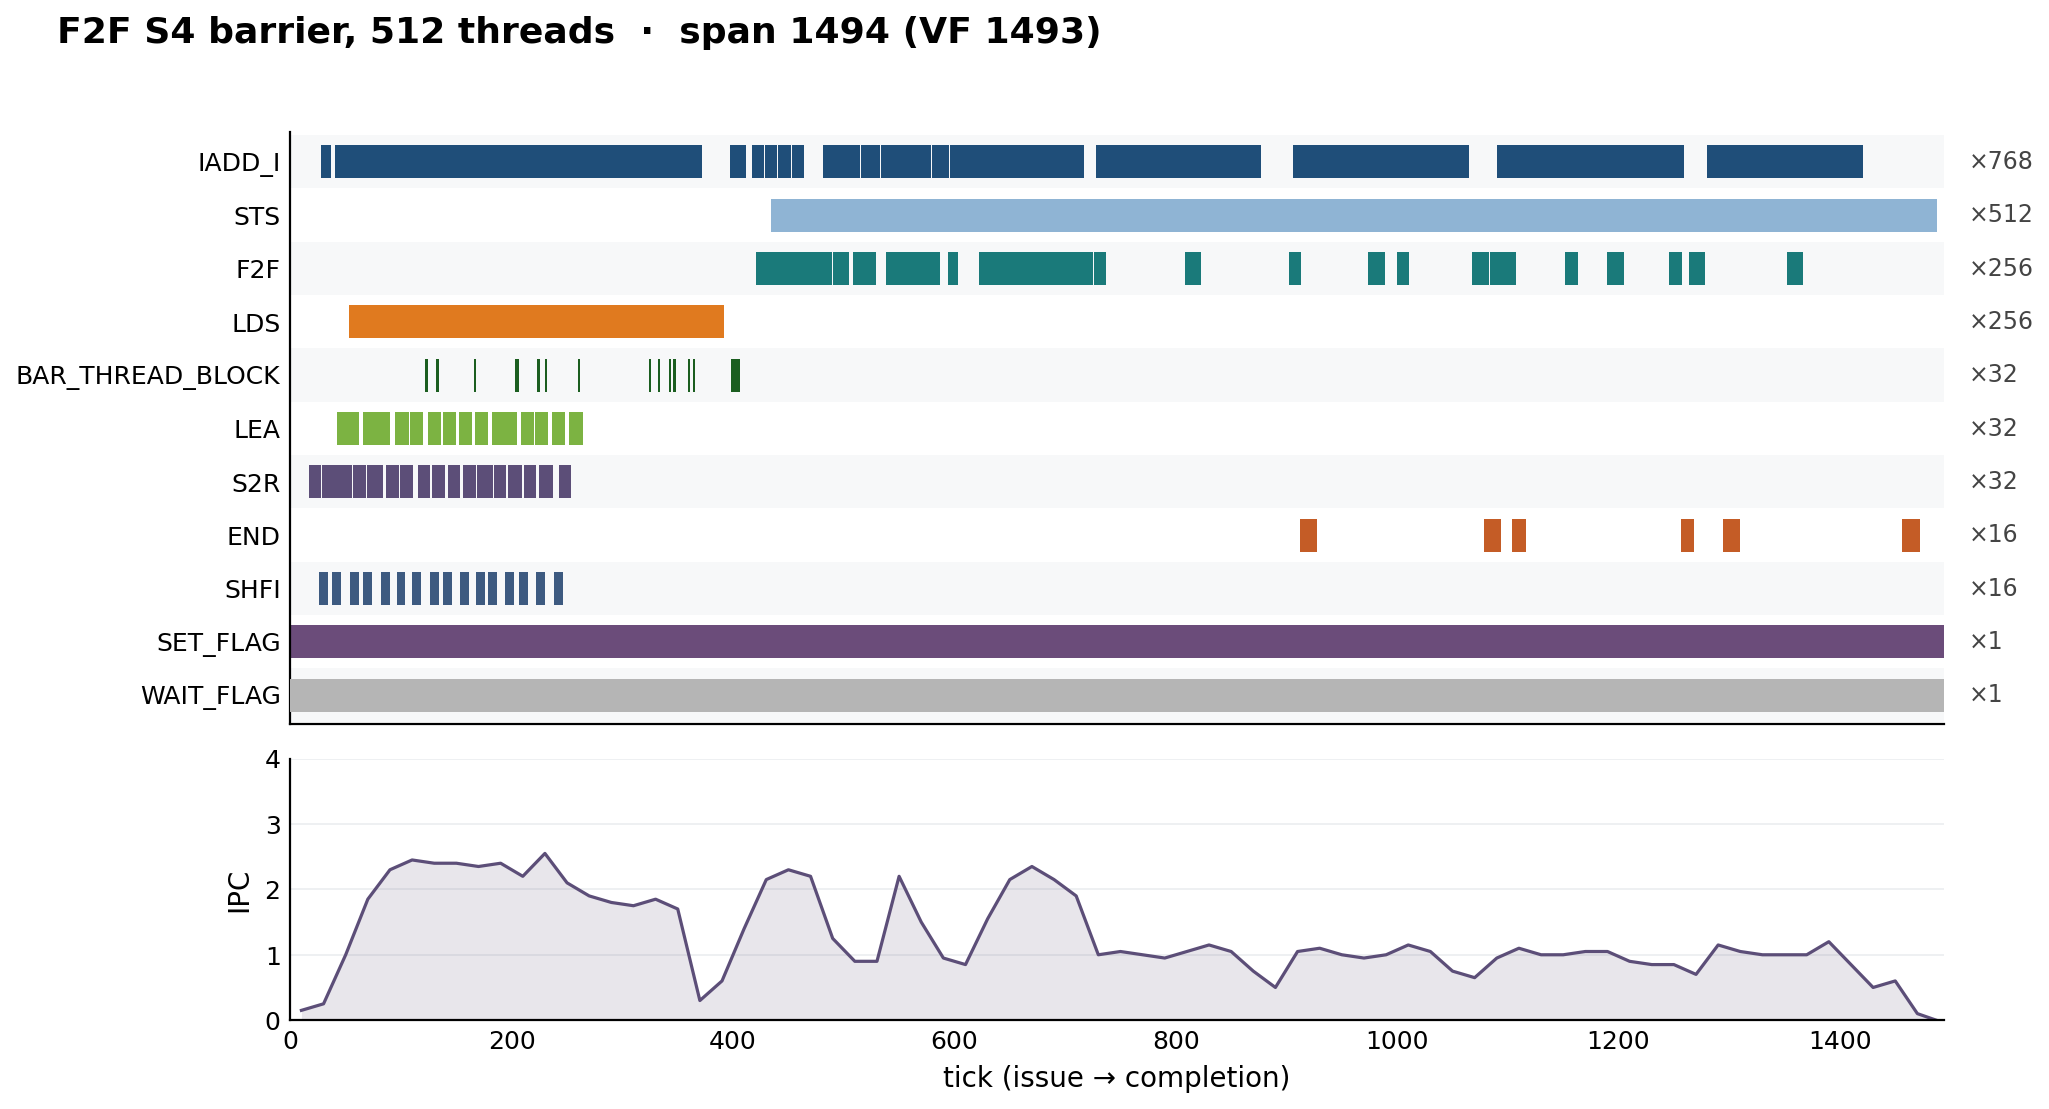 F2F S4 barrier, 512 threads · span 1494 (VF 1493)
IADD_I ×768
STS ×512
F2F ×256
LDS ×256
BAR_THREAD_BLOCK ×32
LEA ×32
S2R ×32
END ×16
SHFI ×16
SET_FLAG ×1
WAIT_FLAG ×1
4
3
2
1
0
IPC
0 200 400 600 800 1000 1200 1400
tick (issue → completion)